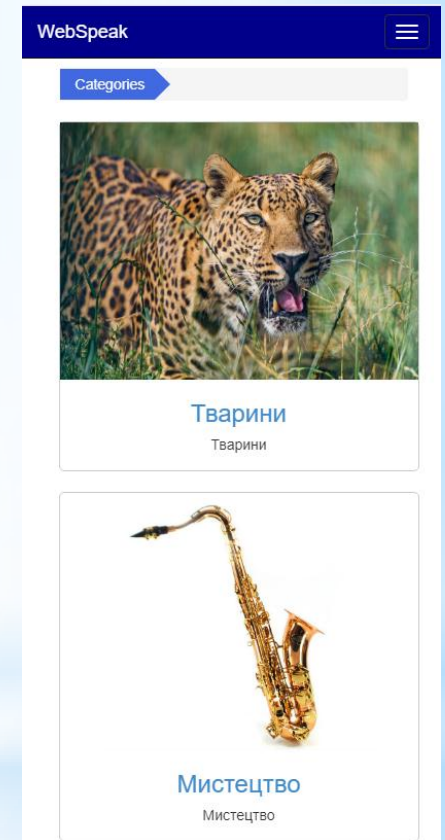 WebSpeak
Categories
Тварини
Тварини
Мистецтво
Мистецтво